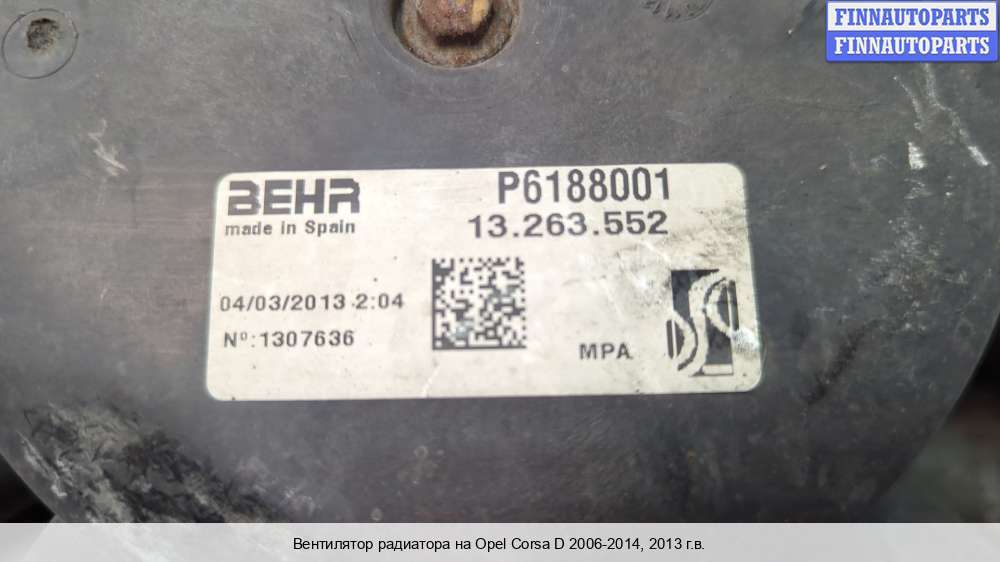 FINNAUTOPARTS
FINNAUTOPARTS
BEHR
made in Spain
P6188001
13.263.552
04/03/2013 2:04
Nº:1307636
MPA
Вентилятор радиатора на Opel Corsa D 2006-2014, 2013 г.в.